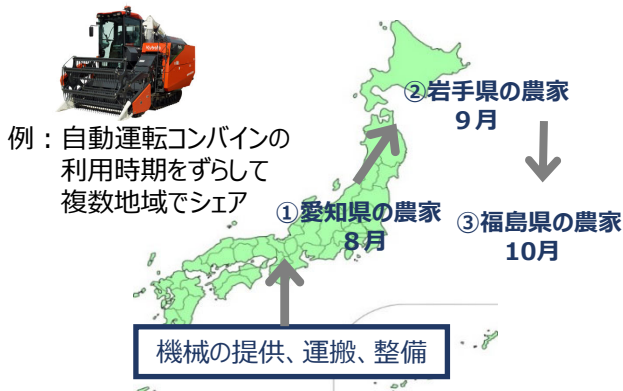 ②岩手県の農家
9月
例：自動運転コンバインの
利用時期をずらして
複数地域でシェア
①愛知県の農家
8月
③福島県の農家
10月
機械の提供、運搬、整備